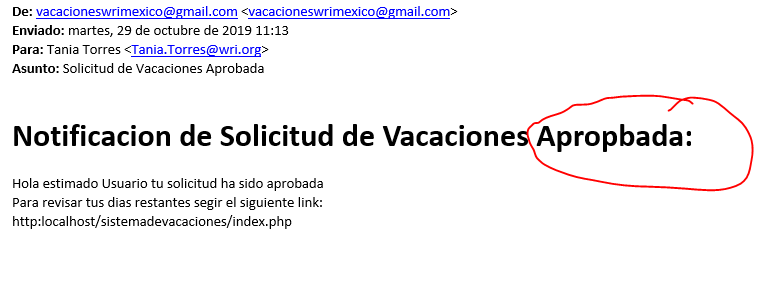 De: vacacioneswrimexico@gmail.com <vacacioneswrimexico@gmail.com>
Enviado: martes, 29 de octubre de 2019 11:13
Para: Tania Torres <Tania.Torres@wri.org>
Asunto: Solicitud de Vacaciones Aprobada
Notificacion de Solicitud de Vacaciones Apropbada:
Hola estimado Usuario tu solicitud ha sido aprobada
Para revisar tus dias restantes segir el siguiente link:
http:localhost/sistemadevacaciones/index.php